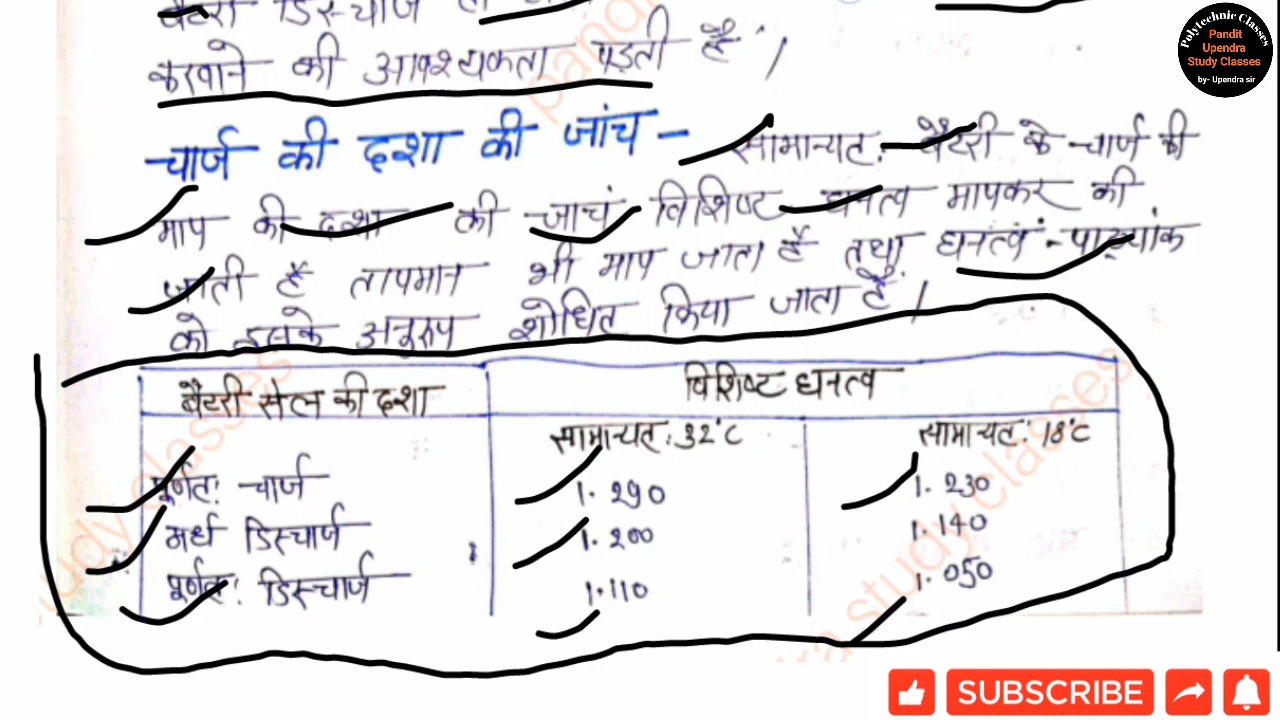 बैटरी डिस्चार्ज
करवाने की आवश्यकता पड़ती है।
चार्ज की दशा की जांच - सामान्यत: बैटरी के चार्ज की
माप की दशा की जाचं विशिष्ट घनत्व मापकर की
जाती है तापमान भी माप जाता है तथा घनत्वं - पाठ्यांक
को इसके अनुरूप शोधित किया जाता है।
बैटरी सेल की दशा विशिष्ट घनत्व
सामान्यत: 32°C सामान्यत: 18°C
पूर्णत: चार्ज 1.290 1.230
मर्ध डिस्चार्ज 1.200 1.140
पूर्णत: डिस्चार्ज 1.110 1.050
Polytechnic Classes
Pandit
Upendra
Study Classes
by- Upendra sir
SUBSCRIBE